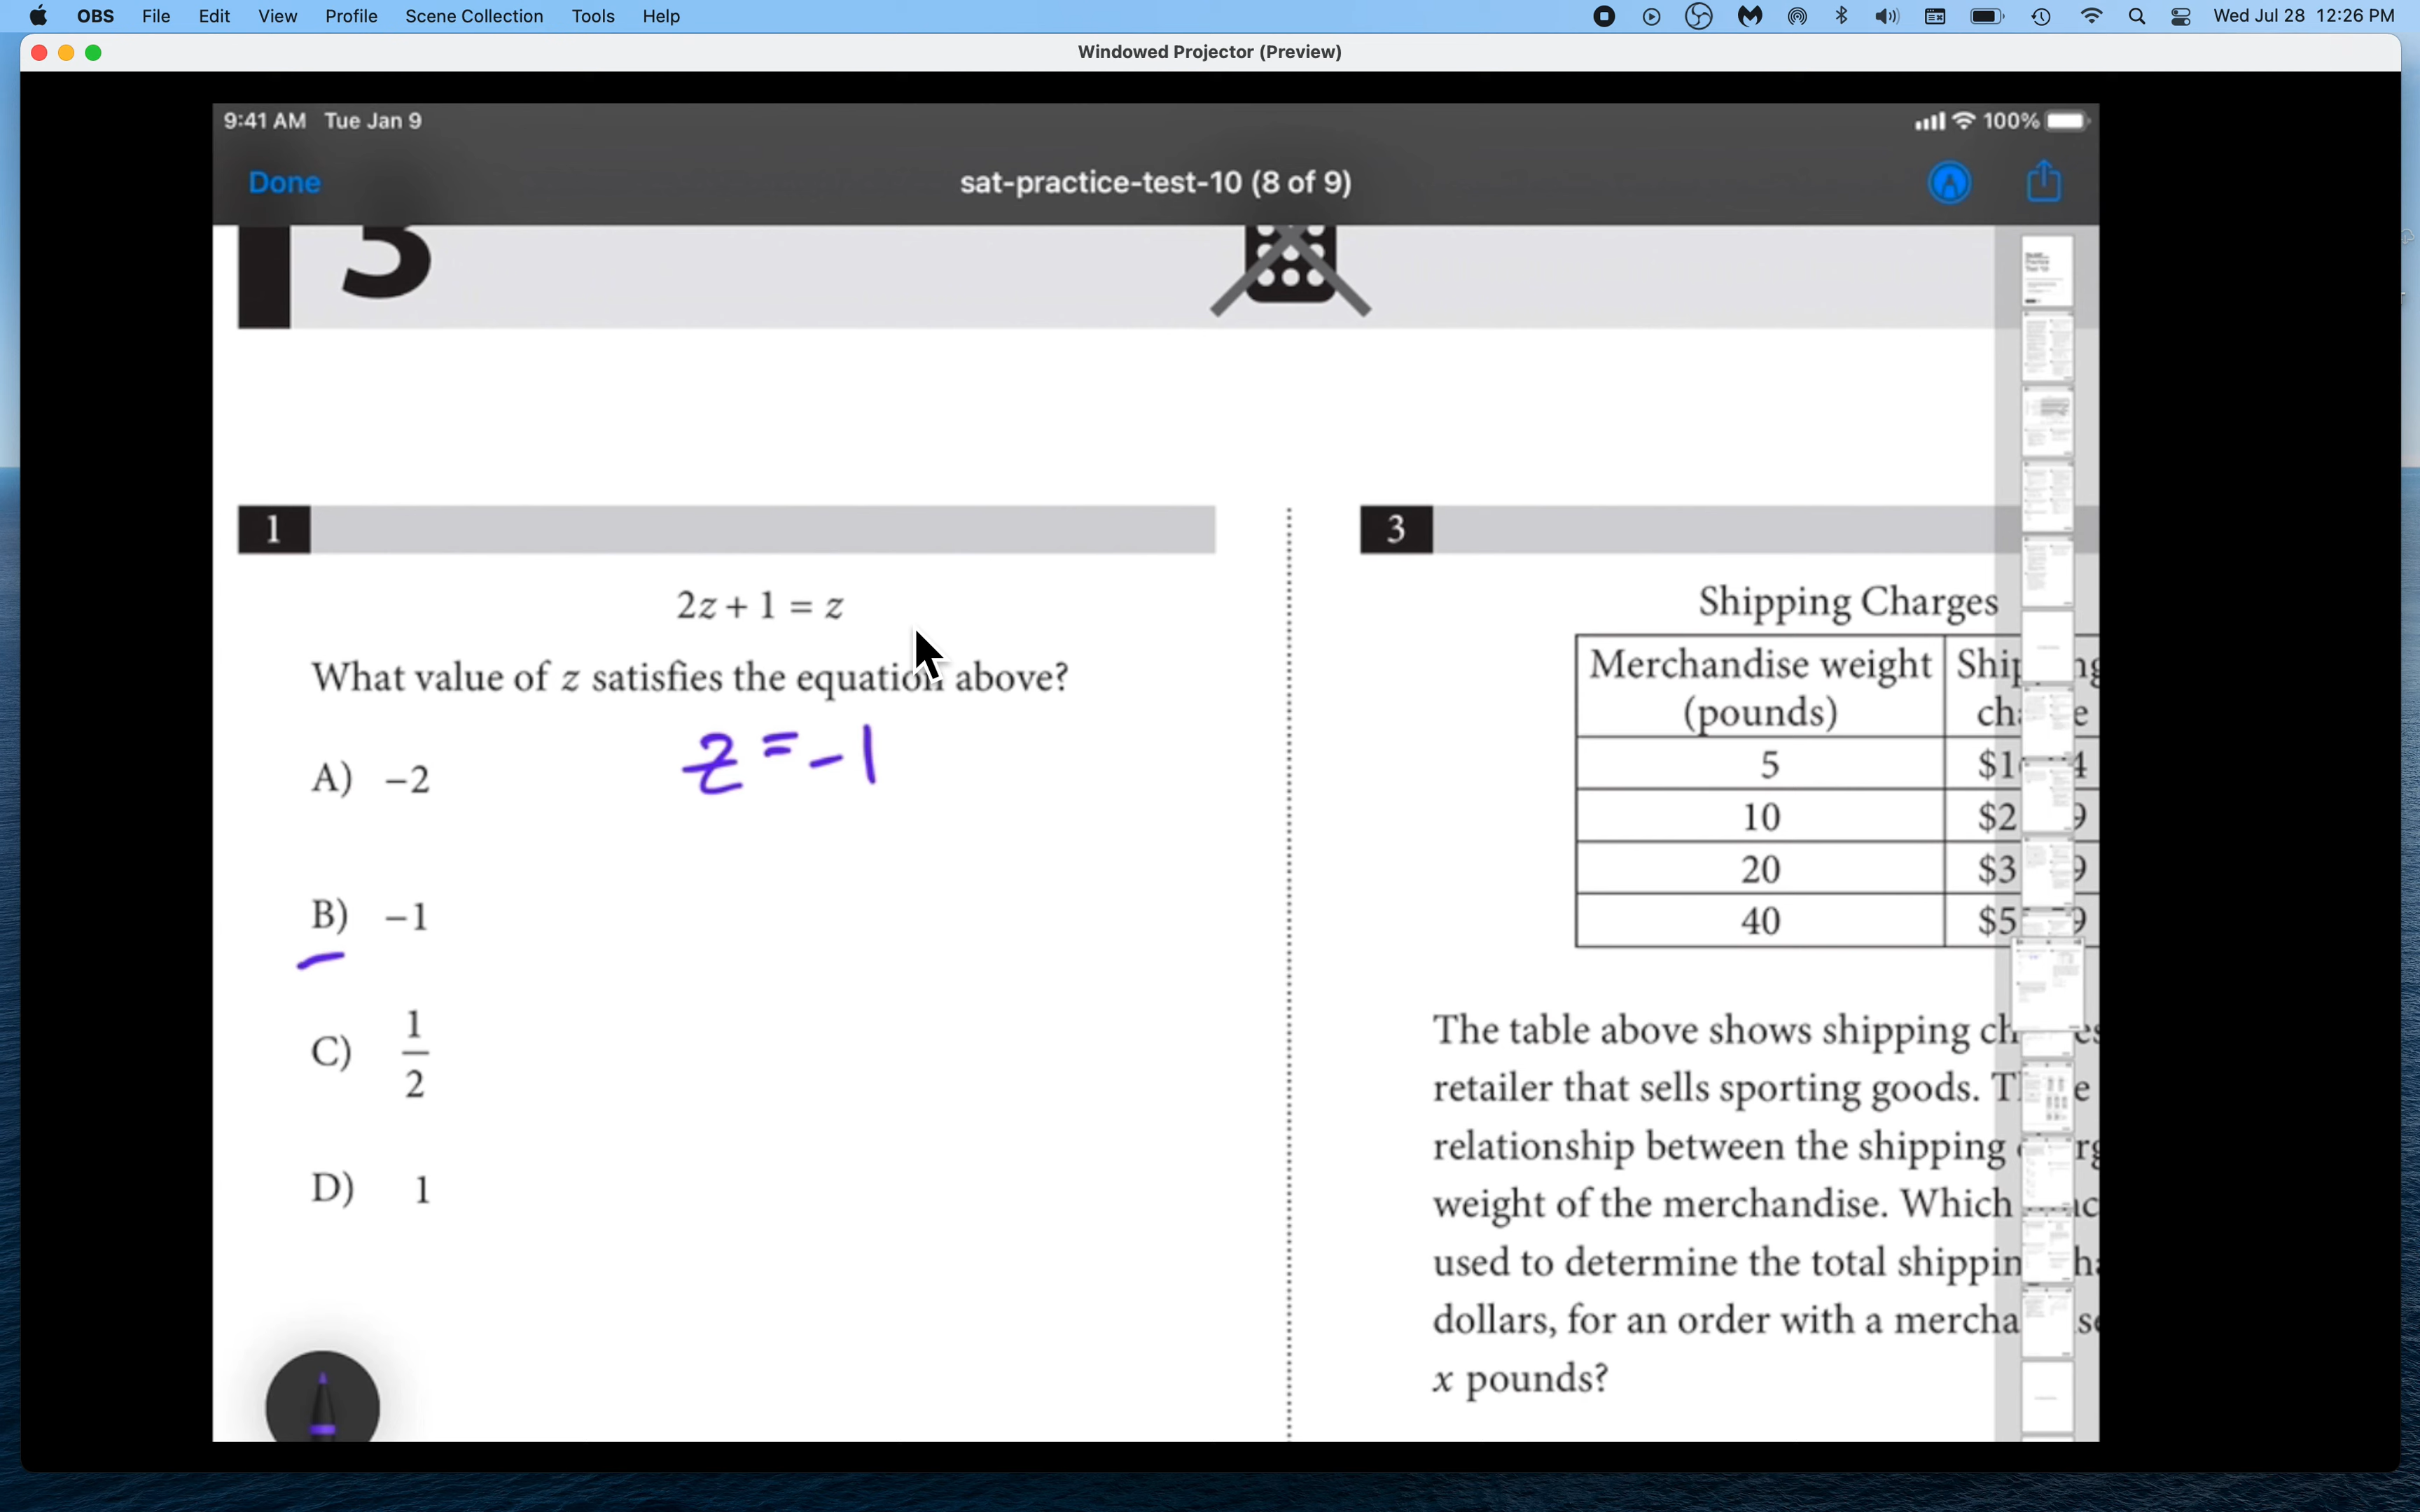 OBS File Edit View Profile Scene Collection Tools Help Wed Jul 28 12:26 PM
Windowed Projector (Preview)
9:41 AM Tue Jan 9 100%
Done sat-practice-test-10 (8 of 9)
3
1
2z + 1 = z
What value of z satisfies the equation above?
z = -1
A) −2
B) −1
C) 1/2
D) 1
3
Shipping Charges
Merchandise weight
(pounds)
5
10
20
40
The table above shows shipping
retailer that sells sporting goods.
relationship between the shipping
weight of the merchandise. Which
used to determine the total
dollars, for an order with a
x pounds?